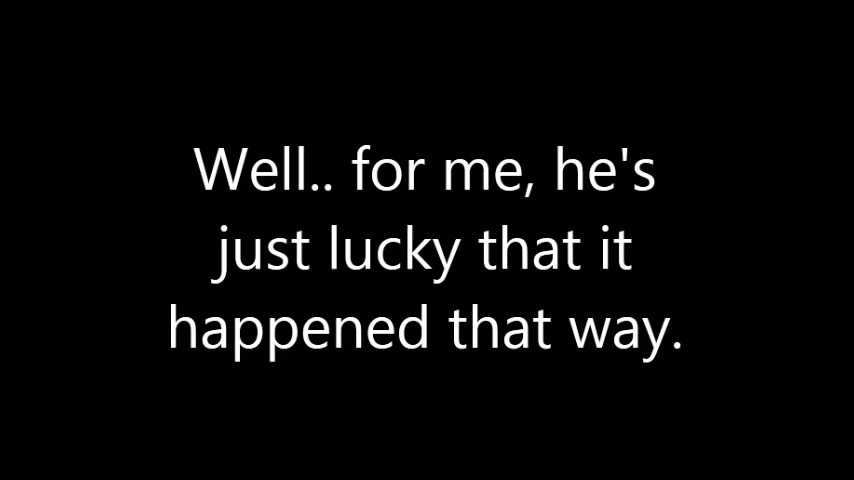 Well.. for me, he's
just lucky that it
happened that way.